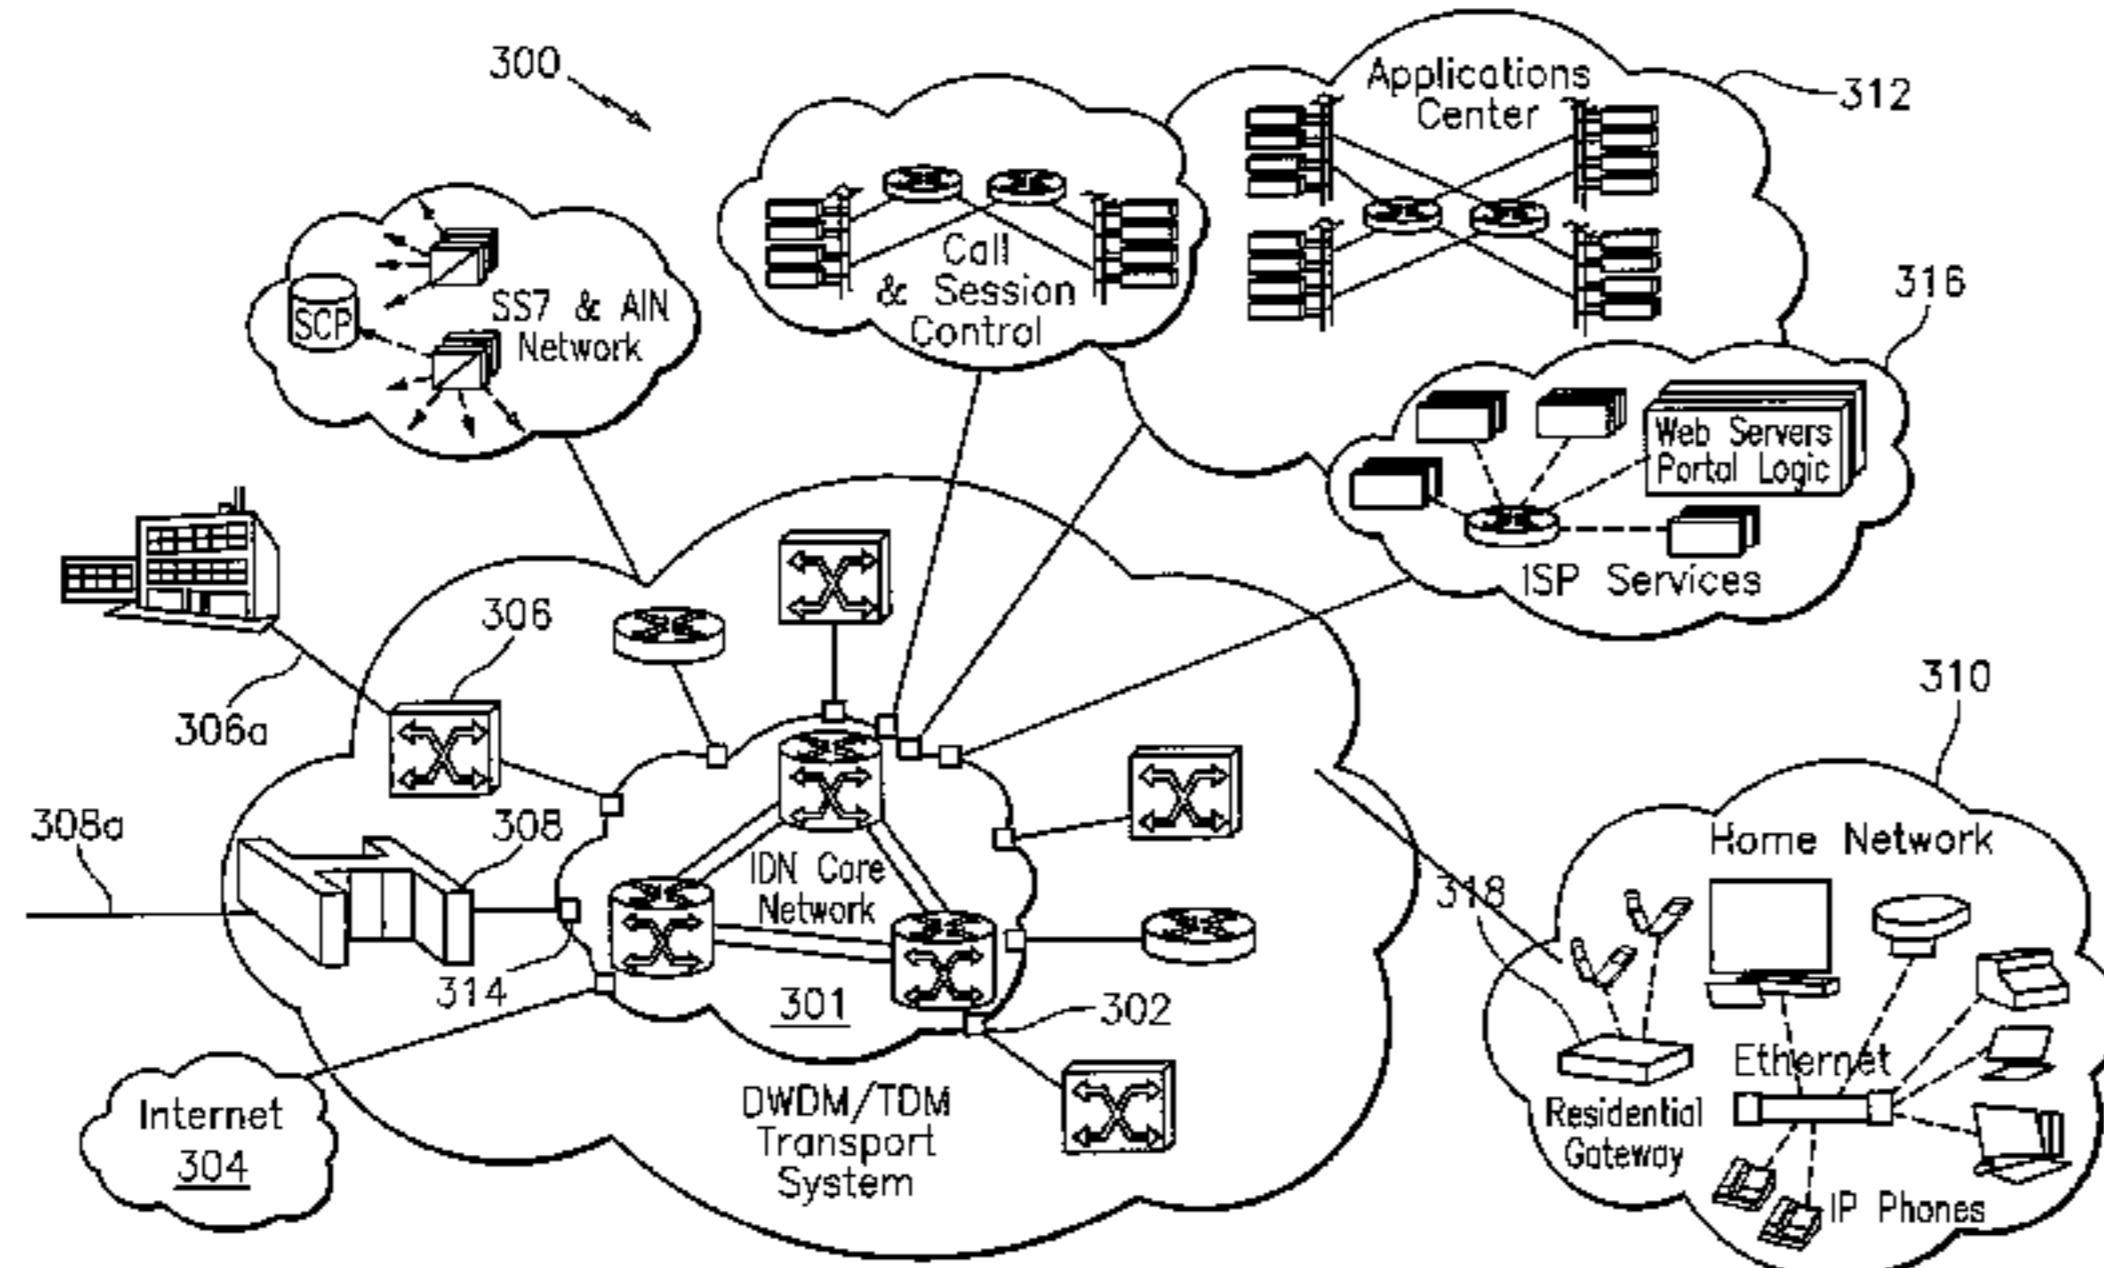 300
Applications
Center
312
Call
& Session
Control
SCP
SS7 & AIN
Network
316
Web Servers
Portal Logic
ISP Services
306
306a
310
308a
308
IDN Core
Network
Home Network
318
314
301
302
Ethernet
Internet
304
DWDM/TDM
Transport
System
Residential
Gateway
IP Phones